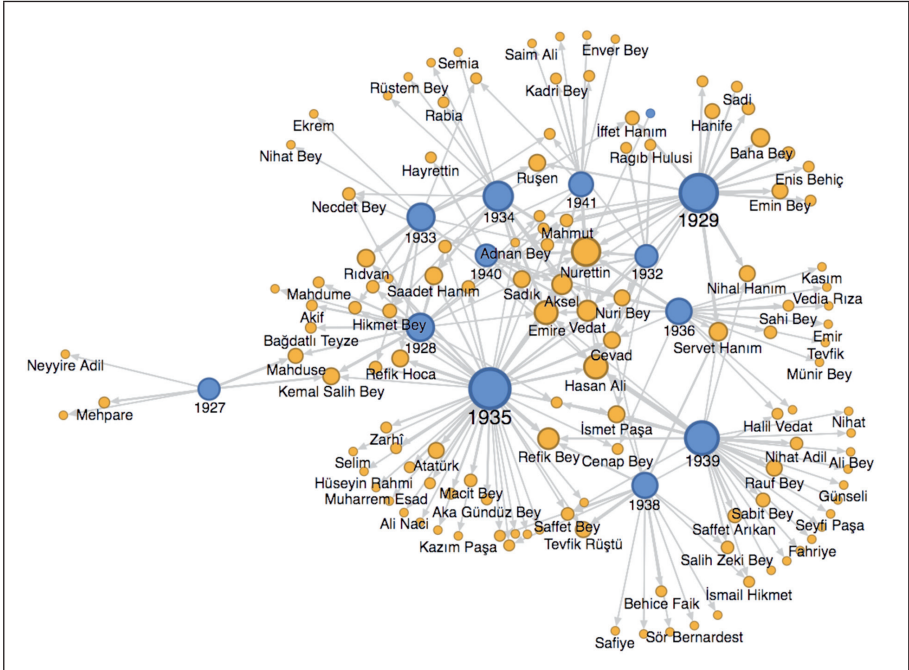 Enver Bey
Saim Ali
Semia
Rüstem Bey
Kadri Bey
Sadi
Rabia
Ekrem
Hanife
İffet Hanım
Nihat Bey
Ragıb Hulusi
Baha Bey
Hayrettin
Ruşen
Enis Behiç
Necdet Bey
Emin Bey
1934
1941
1929
1933
Mahmut
Adnan Bey
1940
Nurettin
1932
Rıdvan
Saadet Hanım
Nihal Hanım
Kasım
Mahdume
Sadık
Aksel
Vedia Rıza
Akif
Hikmet Bey
Nuri Bey
Sahi Bey
Emire
Vedat
1936
Bağdatlı Teyze
1928
Emir
Servet Hanım
Tevfik
Cevad
Neyyire Adil
Mahduse
Refik Hoca
Münir Bey
Kemal Salih Bey
Hasan Ali
1927
Mehpare
1935
İsmet Paşa
Halil Vedat
Nihat
Zarhî
Refik Bey
Cenap Bey
1939
Nihat Adil
Ali Bey
Selim
Atatürk
Rauf Bey
Hüseyin Rahmi
Günseli
Muharrem Esad
Macit Bey
1938
Aka Gündüz Bey
Sabit Bey
Ali Naci
Saffet Bey
Saffet Arıkan
Seyfi Paşa
Kazım Paşa
Tevfik Rüştü
Fahriye
Salih Zeki Bey
İsmail Hikmet
Behice Faik
Safiye
Sör Bernardest